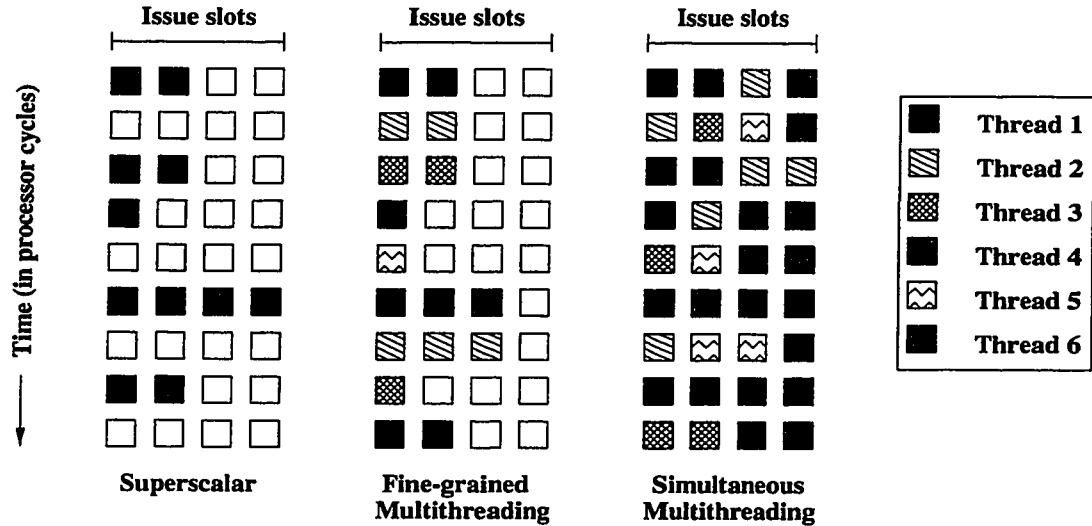 Issue slots
Issue slots
Issue slots
Time (in processor cycles)
Thread 1
Thread 2
Thread 3
Thread 4
Thread 5
Thread 6
Superscalar
Fine-grained
Multithreading
Simultaneous
Multithreading